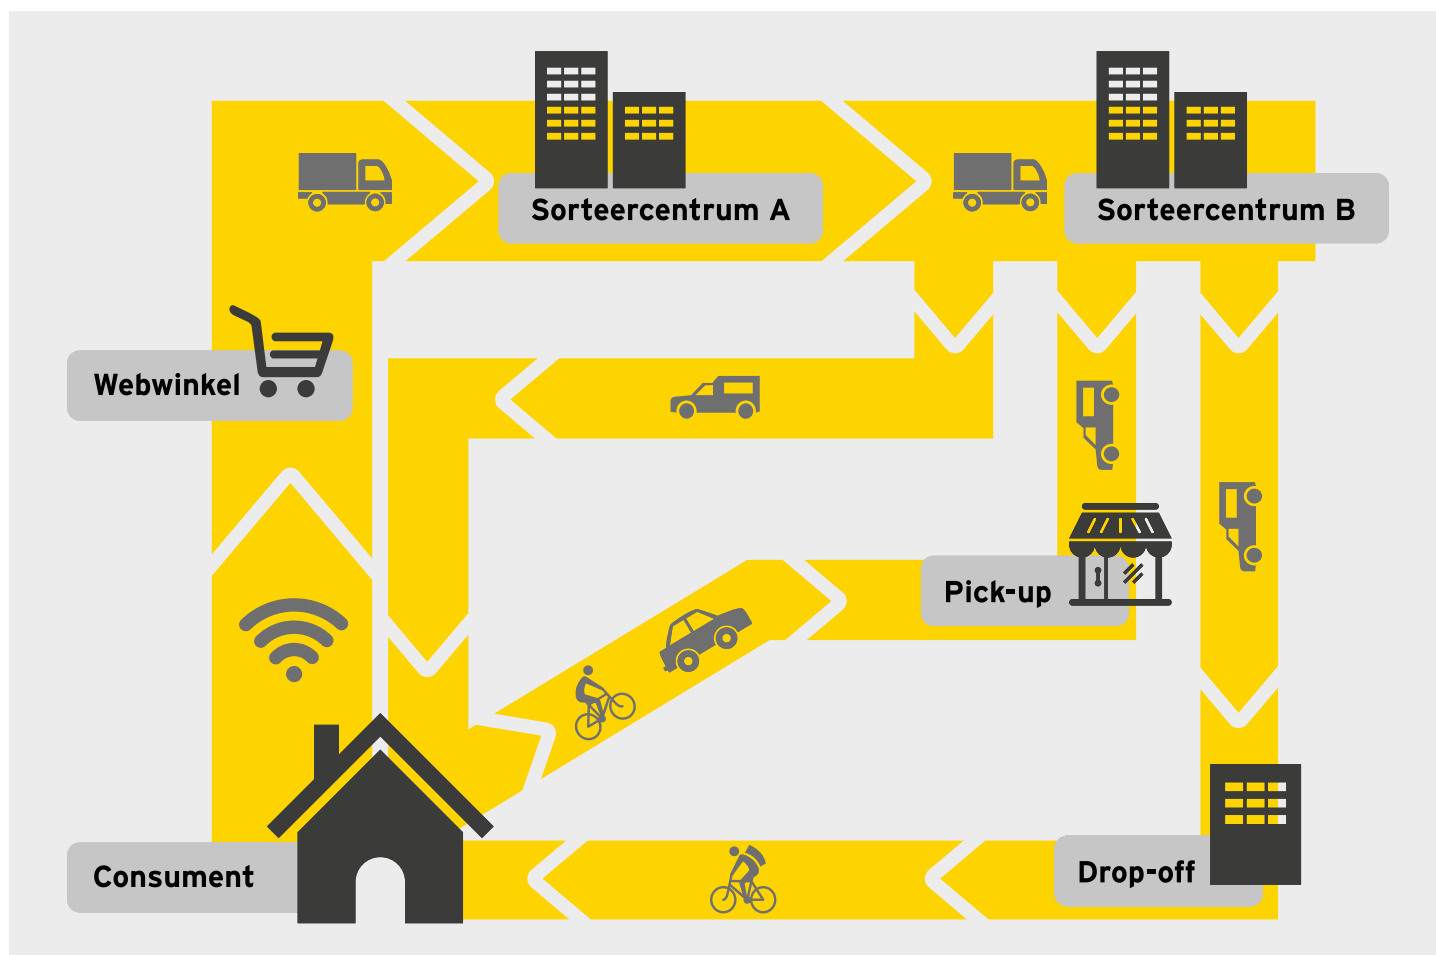 Sorteercentrum A
Sorteercentrum B
Webwinkel
Pick-up
Consument
Drop-off